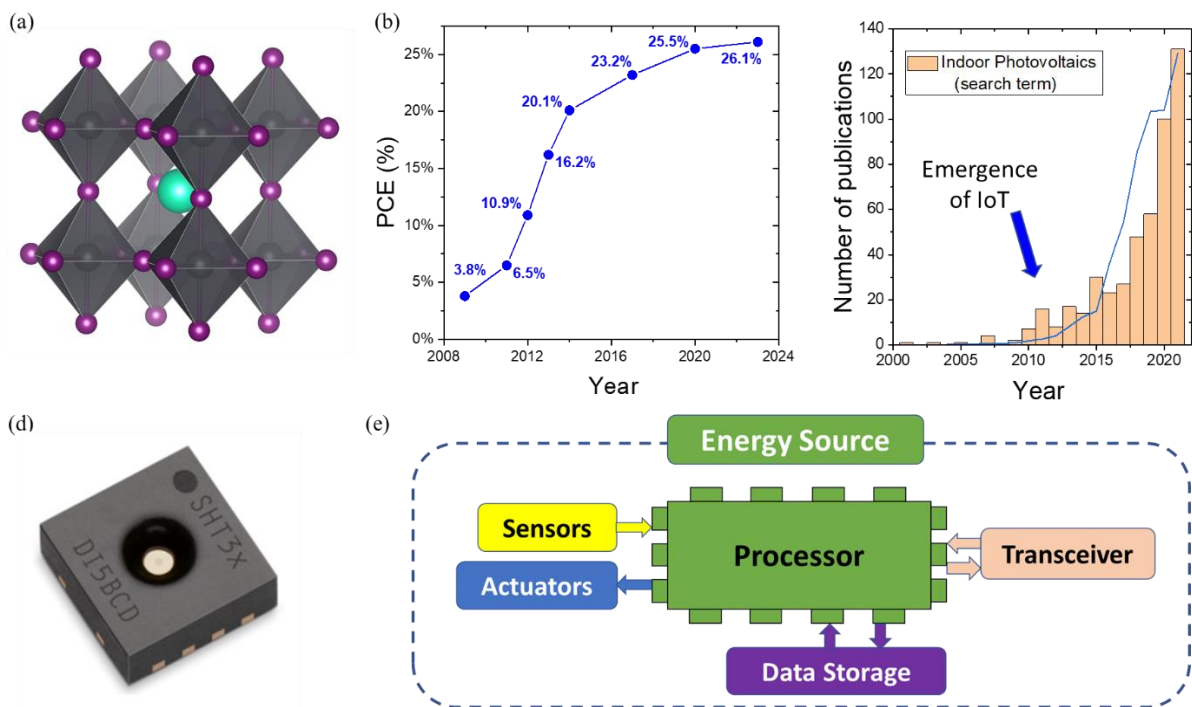 (a)
(b)
PCE (%)
25%
20%
15%
10%
5%
0%
3.8%
6.5%
10.9%
16.2%
20.1%
23.2%
25.5%
26.1%
2008
2012
2016
2020
2024
Year
Number of publications
140
120
100
80
60
40
20
0
Indoor Photovoltaics
(search term)
Emergence
of IoT
2000
2005
2010
2015
2020
Year
(d)
SHT3x
DI5BCD
(e)
Energy Source
Sensors
Actuators
Processor
Transceiver
Data Storage